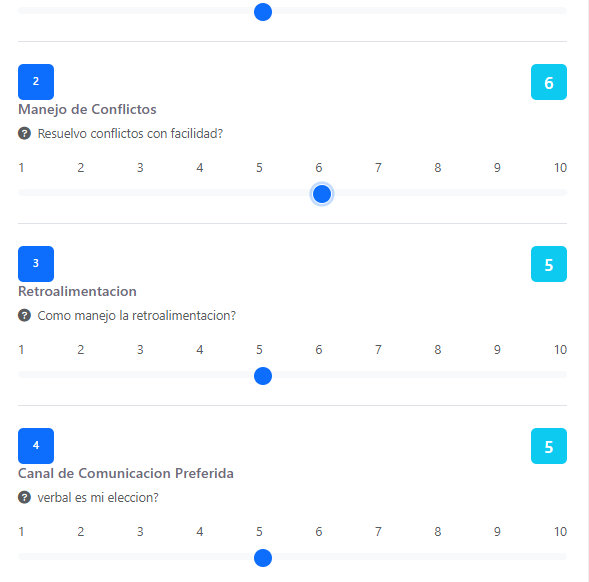 2 6
Manejo de Conflictos
Resuelvo conflictos con facilidad?
1 2 3 4 5 6 7 8 9 10
3 5
Retroalimentacion
Como manejo la retroalimentacion?
1 2 3 4 5 6 7 8 9 10
4 5
Canal de Comunicacion Preferida
verbal es mi eleccion?
1 2 3 4 5 6 7 8 9 10